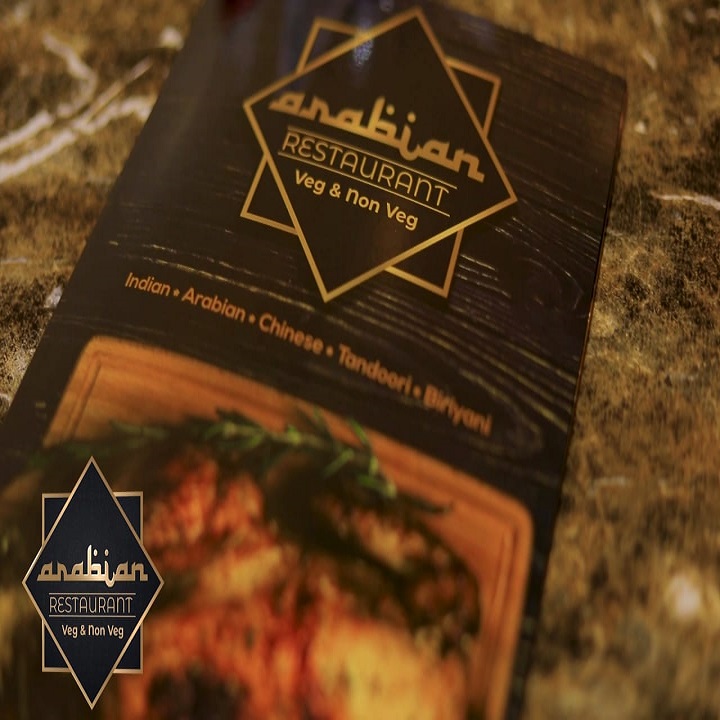 arabian
RESTAURANT
Veg & Non Veg
Indian • Arabian • Chinese • Tandoori • Biriyani
arabian
RESTAURANT
Veg & Non Veg